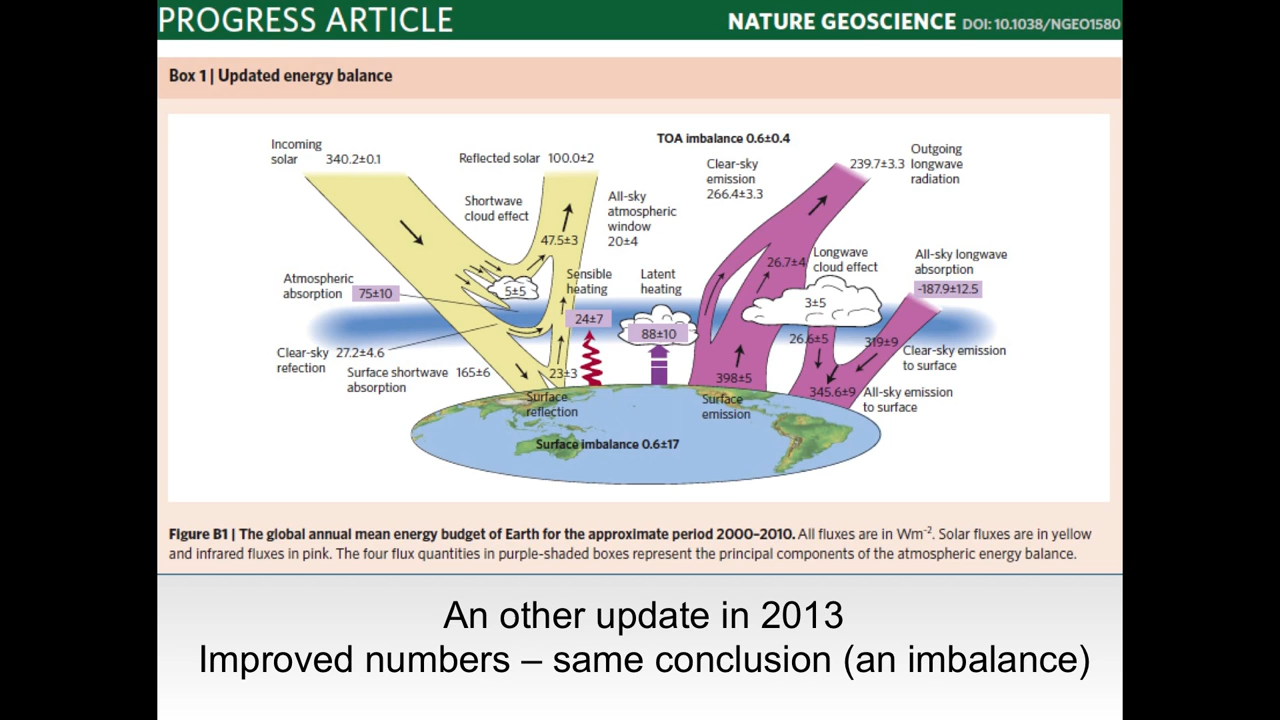 PROGRESS ARTICLE
NATURE GEOSCIENCE DOI: 10.1038/NGEO1580
Box 1 | Updated energy balance
TOA imbalance 0.6±0.4
Incoming
solar 340.2±0.1
Reflected solar 100.0±2
Clear-sky
emission
266.4±3.3
239.7±3.3
Outgoing
longwave
radiation
Shortwave
cloud effect
All-sky
atmospheric
window
20±4
47.5±3
26.7±4
Longwave
cloud effect
All-sky longwave
absorption
-187.9±12.5
Atmospheric
absorption 75±10
5±5
Sensible
heating
24±7
Latent
heating
88±10
3±5
Clear-sky 27.2±4.6
refection
Surface shortwave 165±6
absorption
23±3
398±5
26.6±5
319±9
Clear-sky emission
to surface
345.6±9
All-sky emission
to surface
Surface
reflection
Surface
emission
Surface imbalance 0.6±17
Figure B1 | The global annual mean energy budget of Earth for the approximate period 2000–2010. All fluxes are in Wm-2. Solar fluxes are in yellow
and infrared fluxes in pink. The four flux quantities in purple-shaded boxes represent the principal components of the atmospheric energy balance.
An other update in 2013
Improved numbers – same conclusion (an imbalance)